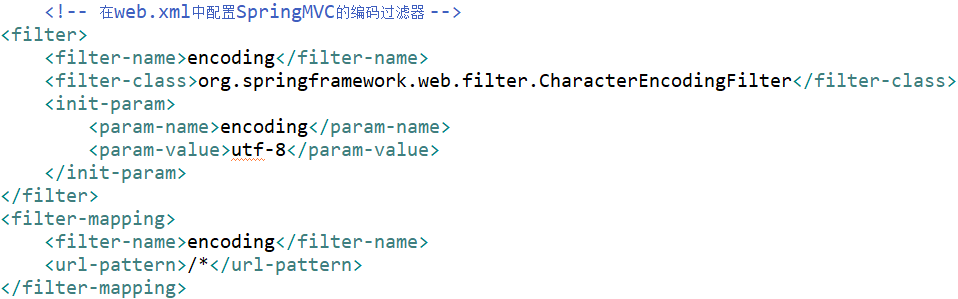 <!-- 在web.xml中配置SpringMVC的编码过滤器 -->
<filter>
<filter-name>encoding</filter-name>
<filter-class>org.springframework.web.filter.CharacterEncodingFilter</filter-class>
<init-param>
<param-name>encoding</param-name>
<param-value>utf-8</param-value>
</init-param>
</filter>
<filter-mapping>
<filter-name>encoding</filter-name>
<url-pattern>/*</url-pattern>
</filter-mapping>